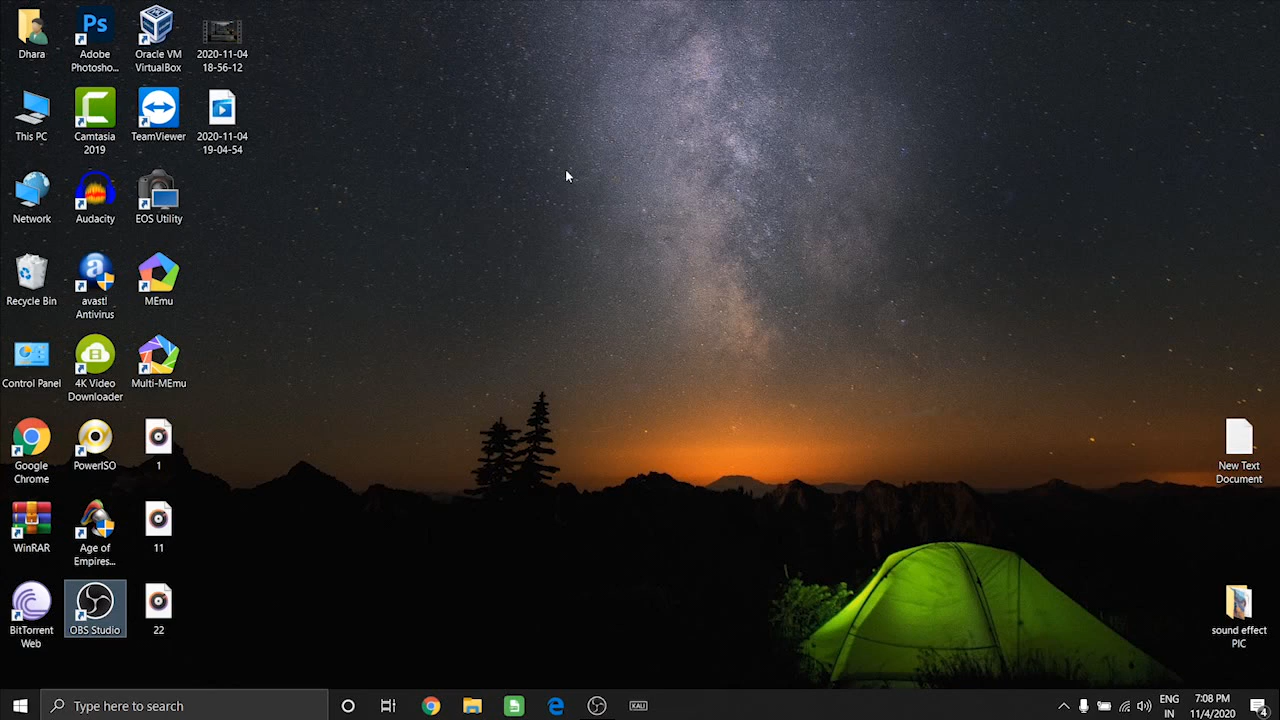 Dhara
Adobe
Photosho...
Oracle VM
VirtualBox
2020-11-04
18-56-12
This PC
Camtasia
2019
TeamViewer
2020-11-04
19-04-54
Network
Audacity
EOS Utility
Recycle Bin
avast!
Antivirus
MEmu
Control Panel
4K Video
Downloader
Multi-MEmu
Google
Chrome
PowerISO
1
WinRAR
Age of
Empires...
11
BitTorrent
Web
OBS Studio
22
New Text
Document
sound effect
PIC
Ps
a
Type here to search
KALI
ENG
IN
7:08 PM
11/4/2020
4